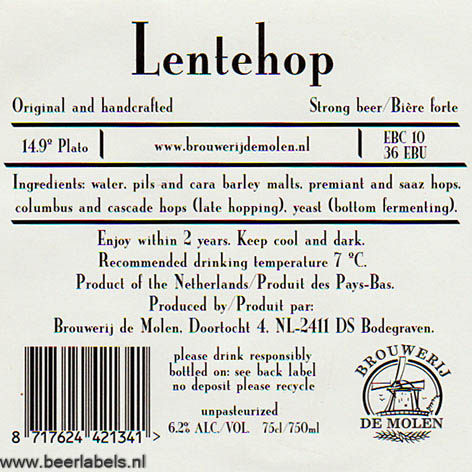 Lentehop
Original and handcrafted
Strong beer/Bière forte
14.9º Plato
www.brouwerijdemolen.nl
EBC 10
36 EBU
Ingredients: water, pils and cara barley malts, premiant and saaz hops,
columbus and cascade hops (late hopping), yeast (bottom fermenting).
Enjoy within 2 years. Keep cool and dark.
Recommended drinking temperature 7 ºC.
Product of the Netherlands/Produit des Pays-Bas.
Produced by/Produit par:
Brouwerij de Molen, Doortocht 4, NL-2411 DS Bodegraven.
please drink responsibly
bottled on: see back label
no deposit please recycle
unpasteurized
6.2% ALC/VOL. 75cl/750ml
BROUWERIJ
DE MOLEN
8 717624 421341 >
www.beerlabels.nl